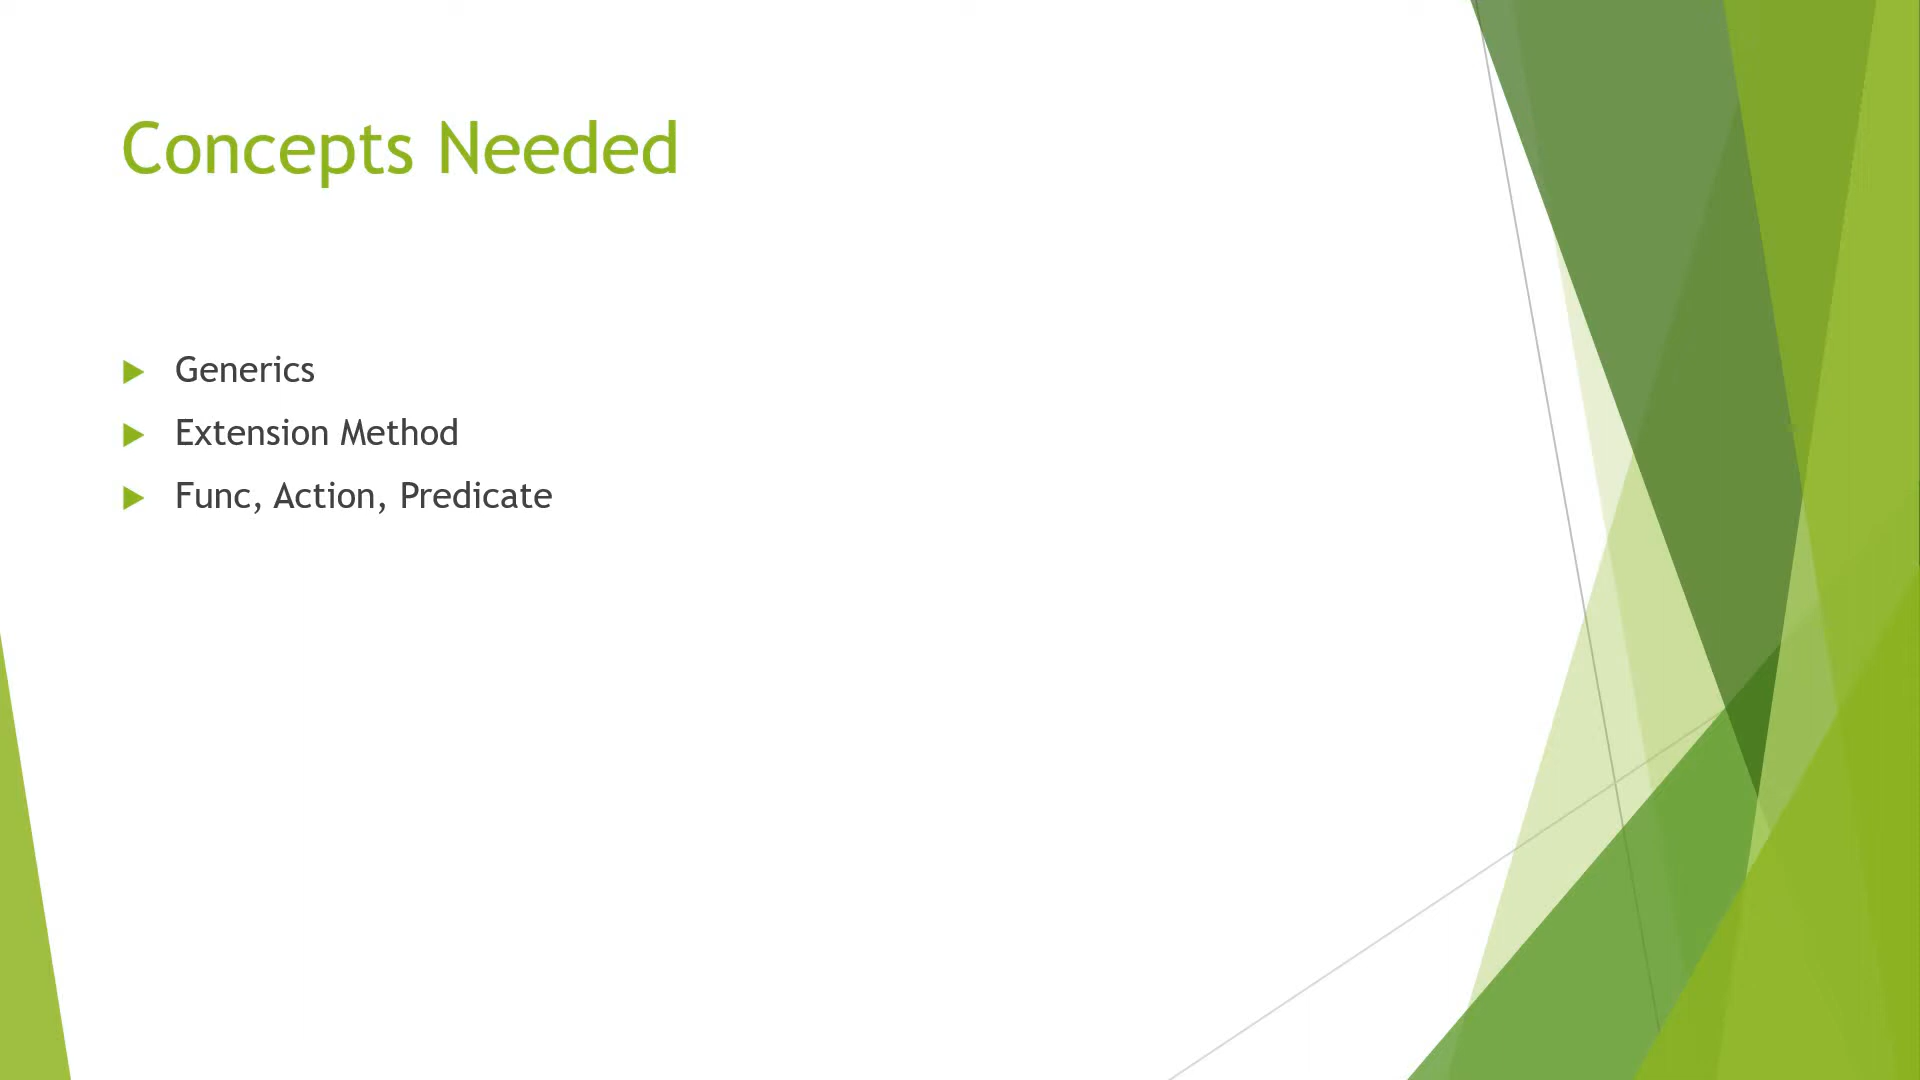 Concepts Needed
Generics
Extension Method
Func, Action, Predicate